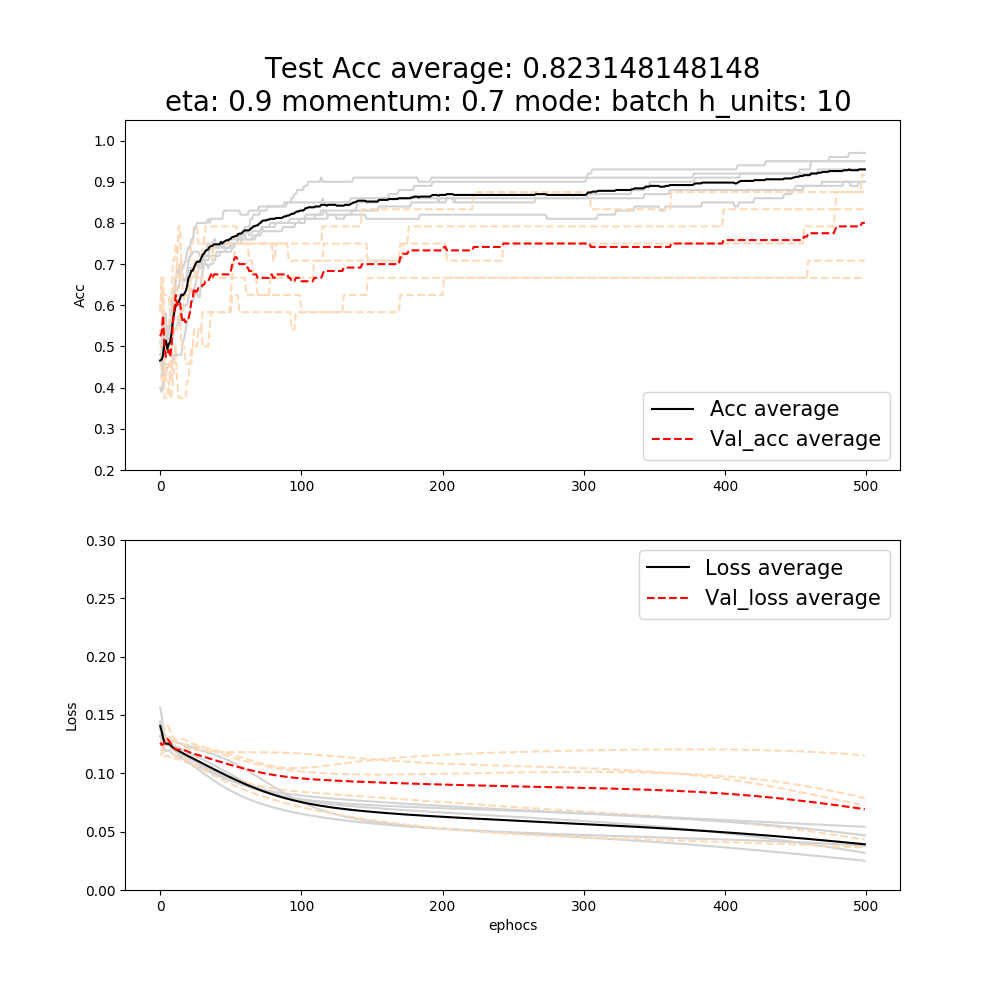 Test Acc average: 0.823148148148
eta: 0.9 momentum: 0.7 mode: batch h_units: 10
1.0
0.9
0.8
0.7
0.6
0.5
0.4
0.3
0.2
Acc
Acc average
Val_acc average
0 100 200 300 400 500
0.30
0.25
0.20
0.15
0.10
0.05
0.00
Loss
Loss average
Val_loss average
0 100 200 300 400 500
ephocs